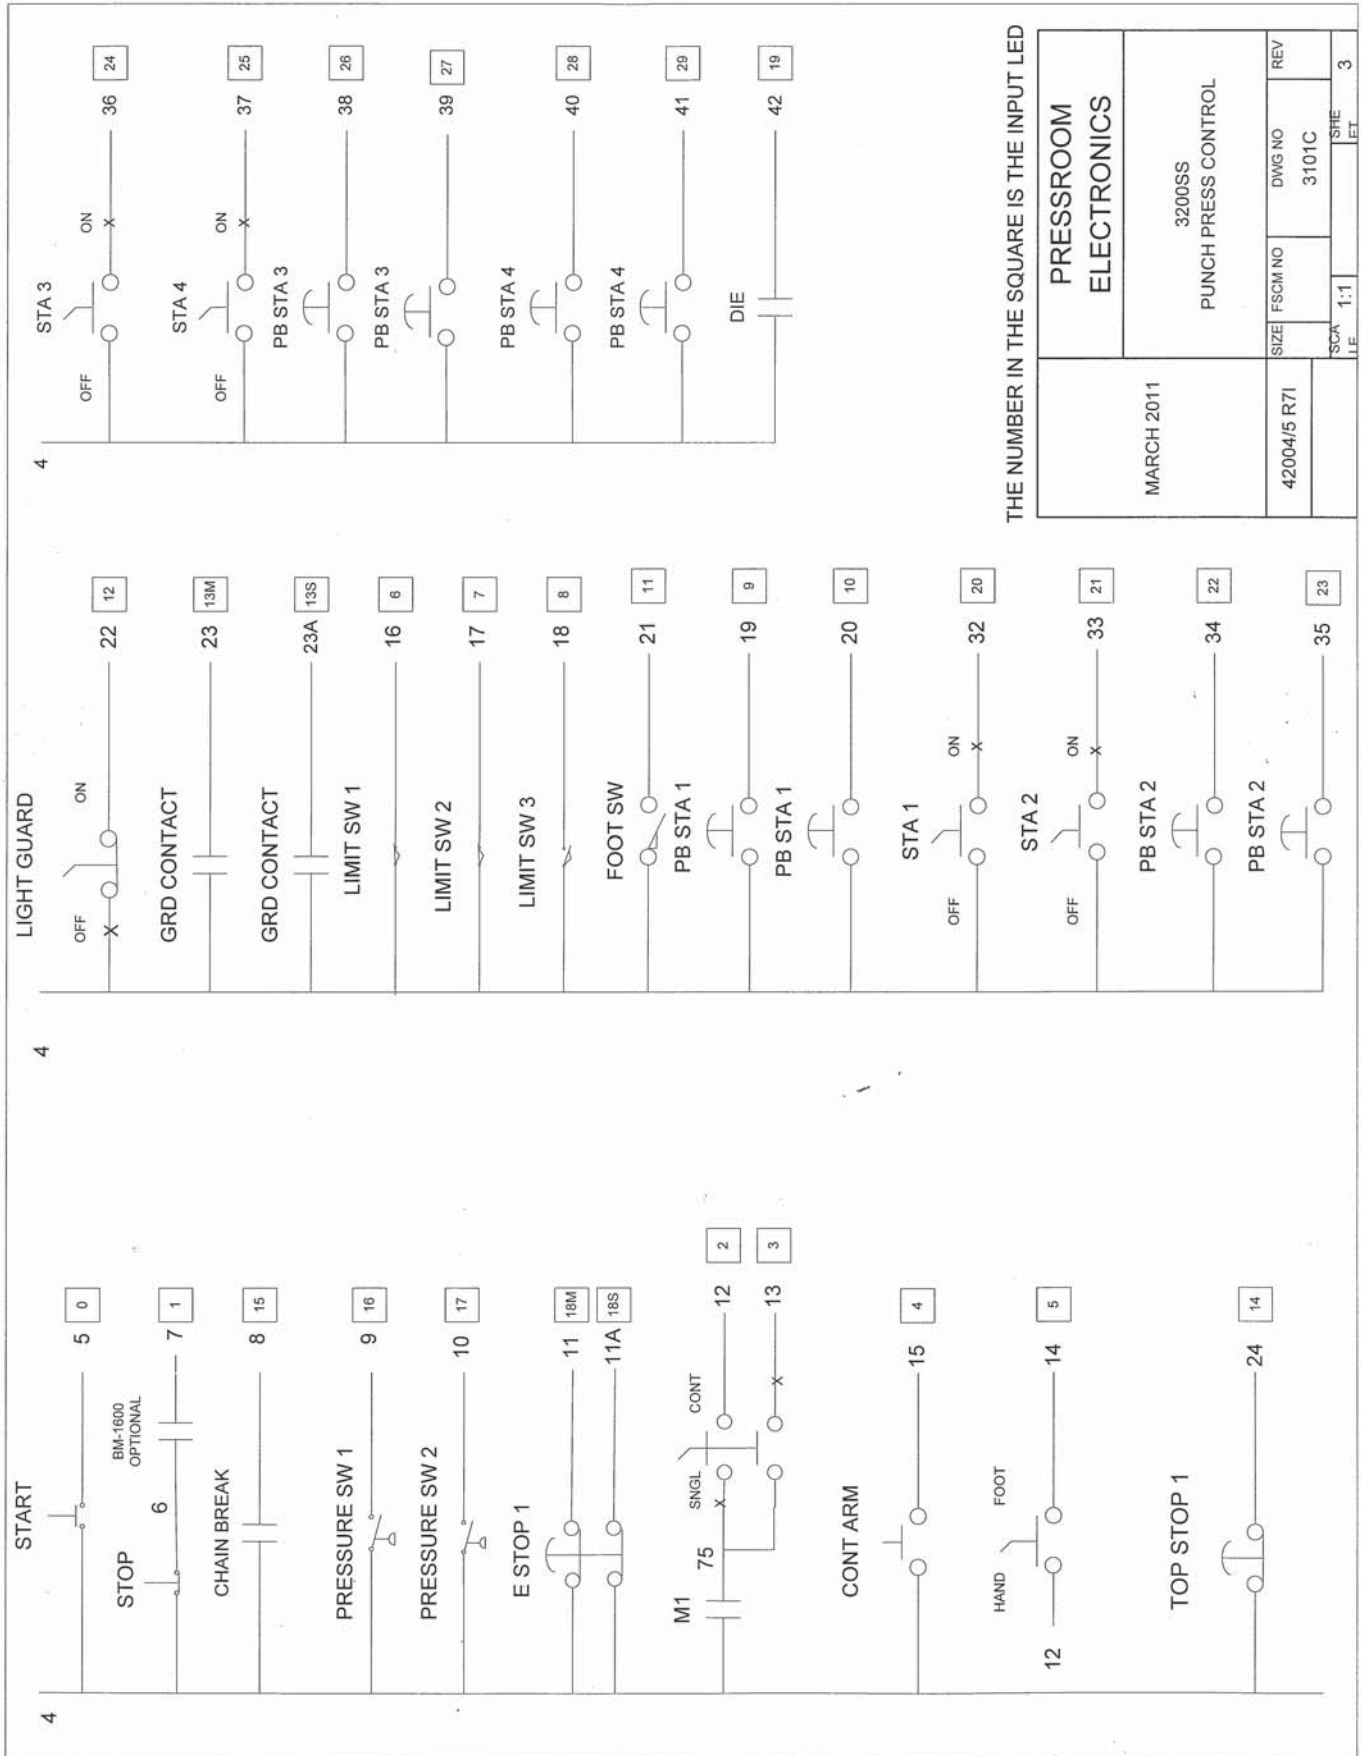 START
4
5
0
STOP
6
BM-1600
OPTIONAL
7
1
CHAIN BREAK
8
15
PRESSURE SW 1
9
16
PRESSURE SW 2
10
17
E STOP 1
11
18M
11A
18S
M1
75
SNGL
CONT
X
12
2
X
13
3
CONT ARM
15
4
HAND
FOOT
12
14
5
TOP STOP 1
24
14
LIGHT GUARD
4
OFF
ON
X
22
12
GRD CONTACT
23
13M
GRD CONTACT
23A
13S
LIMIT SW 1
16
6
LIMIT SW 2
17
7
LIMIT SW 3
18
8
FOOT SW
21
11
PB STA 1
19
9
PB STA 1
20
10
STA 1
OFF
ON
X
32
20
STA 2
OFF
ON
X
33
21
PB STA 2
34
22
PB STA 2
35
23
4
STA 3
OFF
ON
X
36
24
STA 4
OFF
ON
X
37
25
PB STA 3
38
26
PB STA 3
39
27
PB STA 4
40
28
PB STA 4
41
29
DIE
42
19
THE NUMBER IN THE SQUARE IS THE INPUT LED
MARCH 2011
PRESSROOM
ELECTRONICS
3200SS
PUNCH PRESS CONTROL
42004/5 R7I
SIZE
FSCM NO
DWG NO
3101C
REV
SCA
LE
1:1
SHE
ET
3